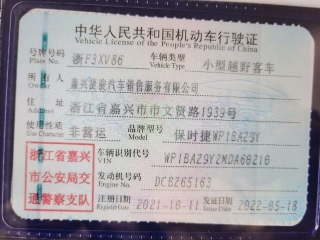 中华人民共和国机动车行驶证
Vehicle License of the People's Republic of China
号牌号码 浙F3XV86 车辆类型 小型越野客车
Plate No. Vehicle Type
所有人 嘉兴捷骏汽车销售服务有限公司
Owner
住址 浙江省嘉兴市市文贤路1939号
Address
使用性质 非营运 品牌型号 保时捷WP1BA29Y
Use Character Model
浙江省嘉兴
市公安局交
通警察支队
车辆识别代号 WP1BA29Y2MDA60218
VIN
发动机号码 DCB265163
Engine No.
注册日期 2021-10-11 发证日期 2022-05-18
Register Date Issue Date